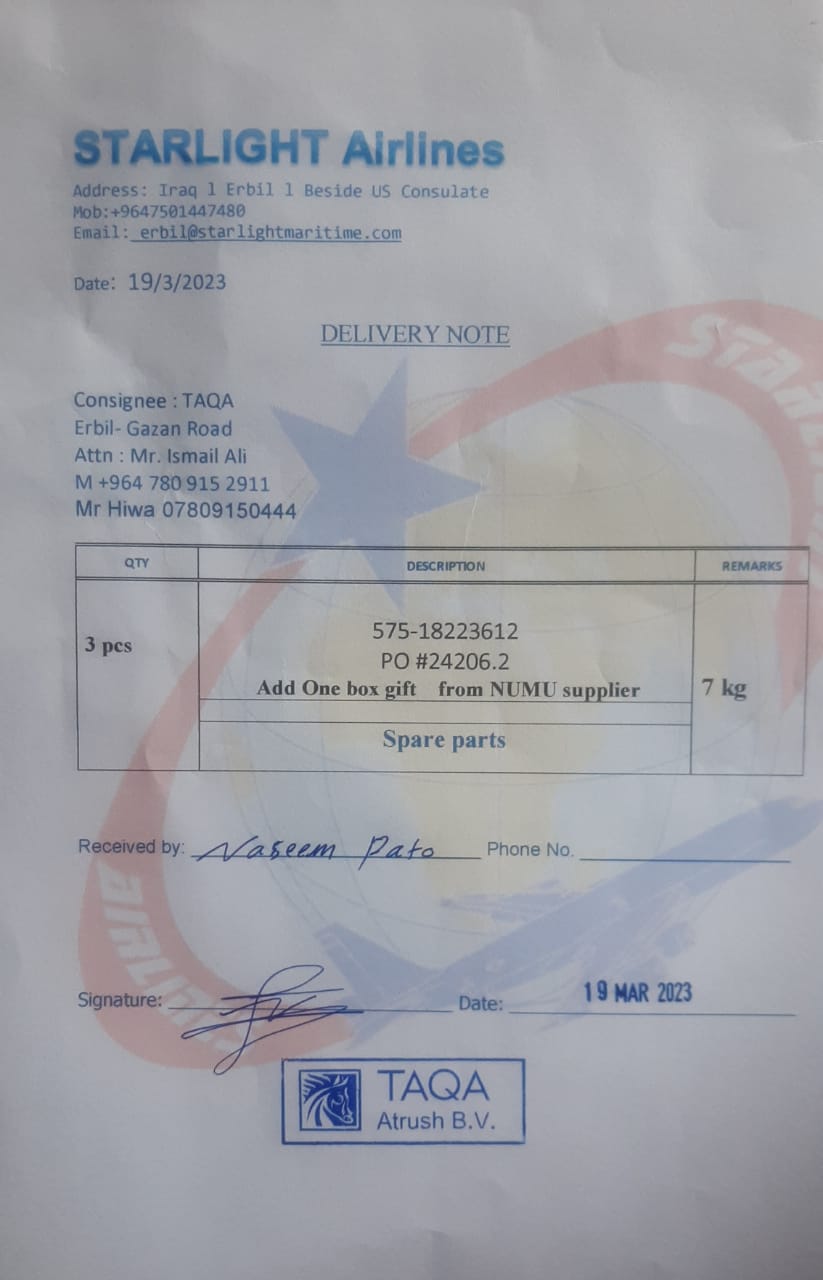 STARLIGHT Airlines
Address: Iraq l Erbil l Beside US Consulate
Mob:+9647501447480
Email: erbil@starlightmaritime.com
Date: 19/3/2023
DELIVERY NOTE
Consignee : TAQA
Erbil- Gazan Road
Attn : Mr. Ismail Ali
M +964 780 915 2911
Mr Hiwa 07809150444
QTY DESCRIPTION REMARKS
575-18223612
3 pcs PO #24206.2
Add One box gift from NUMU supplier 7 kg
Spare parts
Received by: Naseem Pato Phone No.
Signature: Date: 19 MAR 2023
TAQA
Atrush B.V.